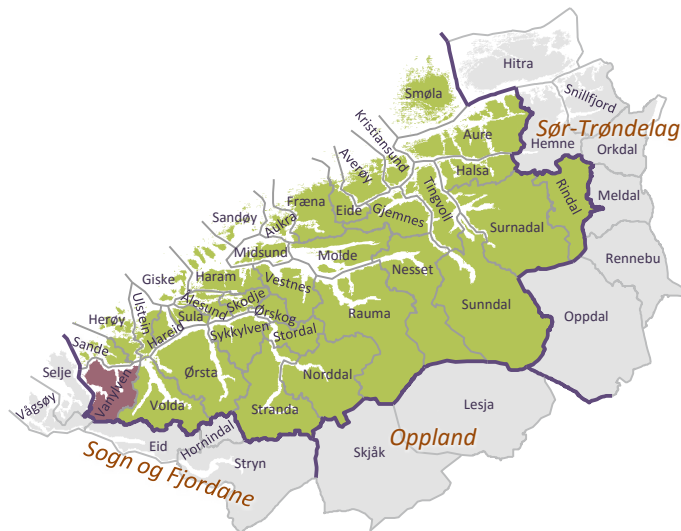 Hitra
Smøla
Snillfjord
Kristiansund
Aure
Sør-Trøndelag
Hemne
Orkdal
Averøy
Halsa
Rindal
Meldal
Tingvoll
Fræna
Eide
Gjemnes
Sandøy
Aukra
Surnadal
Midsund
Molde
Rennebu
Nesset
Giske
Haram
Vestnes
Sunndal
Oppdal
Ulstein
Ålesund
Skodje
Herøy
Sula
Ørskog
Rauma
Hareid
Sykkylven
Stordal
Sande
Selje
Vanylven
Ørsta
Norddal
Vågsøy
Volda
Stranda
Lesja
Eid
Hornindal
Oppland
Skjåk
Stryn
Sogn og Fjordane